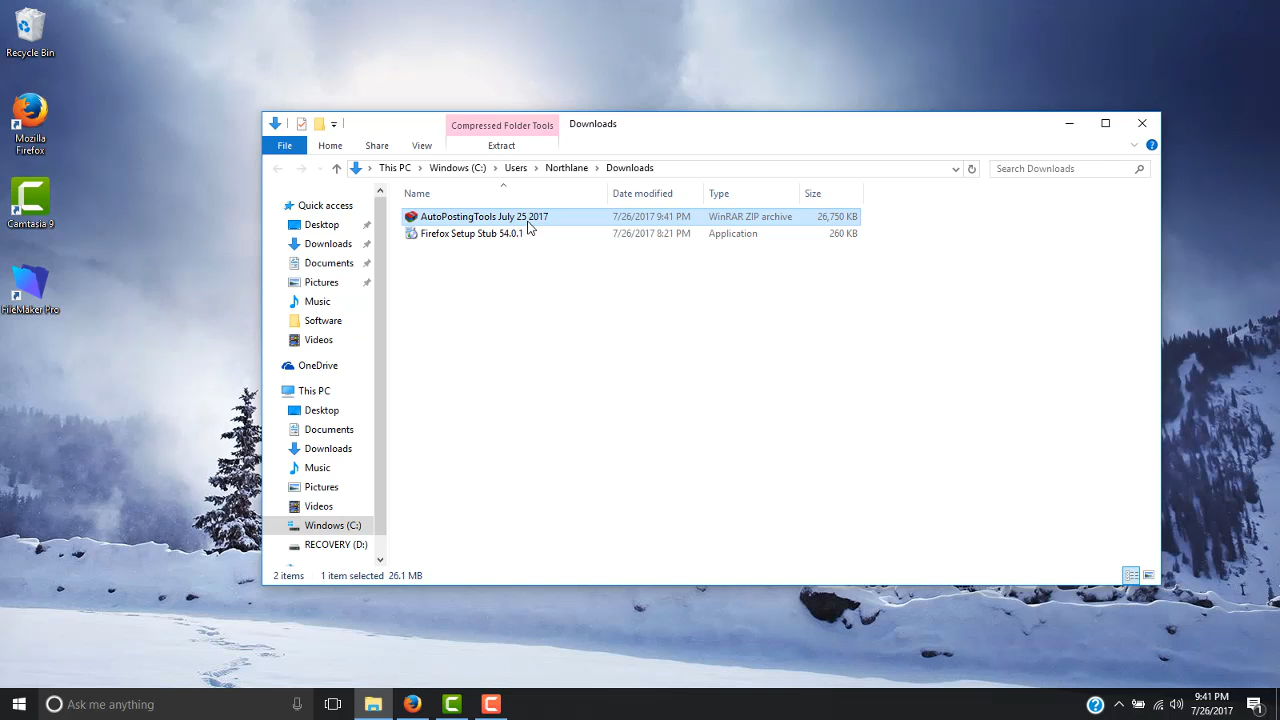 Recycle Bin
Mozilla
Firefox
Camtasia 9
FileMaker Pro
Compressed Folder Tools
Downloads
File
Home
Share
View
Extract
This PC > Windows (C:) > Users > Northlane > Downloads
Search Downloads
Name
Date modified
Type
Size
AutoPostingTools July 25 2017
7/26/2017 9:41 PM
WinRAR ZIP archive
26,750 KB
Firefox Setup Stub 54.0.1
7/26/2017 8:21 PM
Application
260 KB
Quick access
Desktop
Downloads
Documents
Pictures
Music
Software
Videos
OneDrive
This PC
Desktop
Documents
Downloads
Music
Pictures
Videos
Windows (C:)
RECOVERY (D:)
2 items
1 item selected 26.1 MB
Ask me anything
9:41 PM
7/26/2017
1